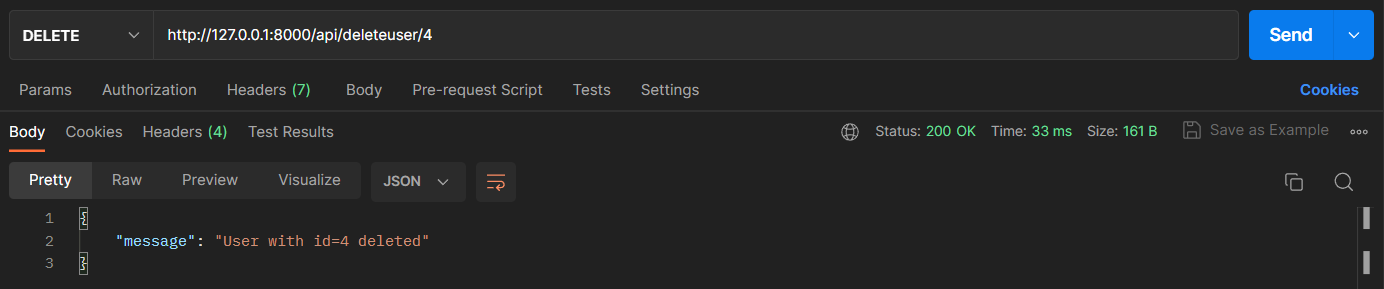 DELETE http://127.0.0.1:8000/api/deleteuser/4 Send
Params Authorization Headers (7) Body Pre-request Script Tests Settings Cookies
Body Cookies Headers (4) Test Results Status: 200 OK Time: 33 ms Size: 161 B Save as Example
Pretty Raw Preview Visualize JSON
1 {
2 "message": "User with id=4 deleted"
3 }